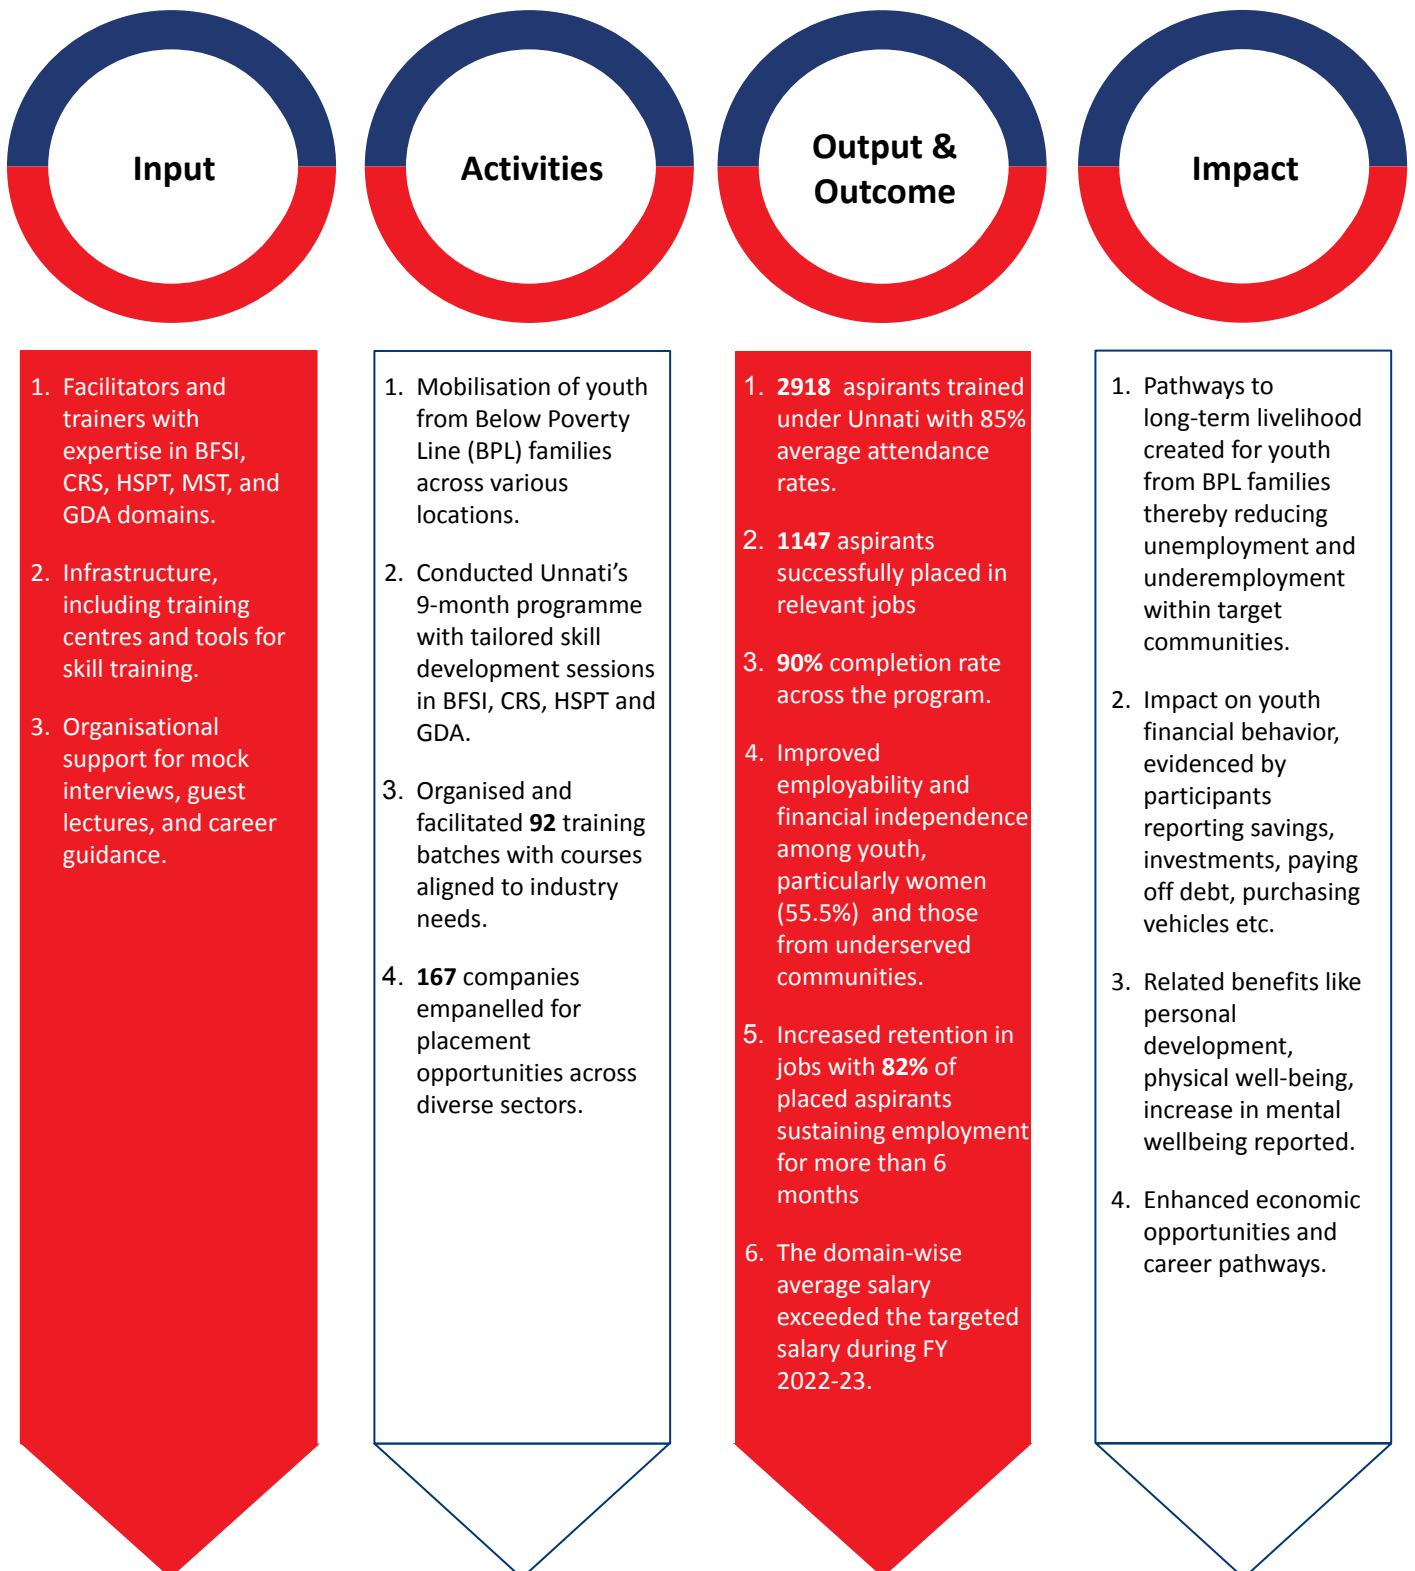 Input
Activities
Output &
Outcome
Impact
1. Facilitators and
trainers with
expertise in BFSI,
CRS, HSPT, MST, and
GDA domains.
2. Infrastructure,
including training
centres and tools for
skill training.
3. Organisational
support for mock
interviews, guest
lectures, and career
guidance.
1. Mobilisation of youth
from Below Poverty
Line (BPL) families
across various
locations.
2. Conducted Unnati’s
9-month programme
with tailored skill
development sessions
in BFSI, CRS, HSPT and
GDA.
3. Organised and
facilitated 92 training
batches with courses
aligned to industry
needs.
4. 167 companies
empanelled for
placement
opportunities across
diverse sectors.
1. 2918 aspirants trained
under Unnati with 85%
average attendance
rates.
2. 1147 aspirants
successfully placed in
relevant jobs
3. 90% completion rate
across the program.
4. Improved
employability and
financial independence
among youth,
particularly women
(55.5%) and those
from underserved
communities.
5. Increased retention in
jobs with 82% of
placed aspirants
sustaining employment
for more than 6
months
6. The domain-wise
average salary
exceeded the targeted
salary during FY
2022-23.
1. Pathways to
long-term livelihood
created for youth
from BPL families
thereby reducing
unemployment and
underemployment
within target
communities.
2. Impact on youth
financial behavior,
evidenced by
participants
reporting savings,
investments, paying
off debt, purchasing
vehicles etc.
3. Related benefits like
personal
development,
physical well-being,
increase in mental
wellbeing reported.
4. Enhanced economic
opportunities and
career pathways.